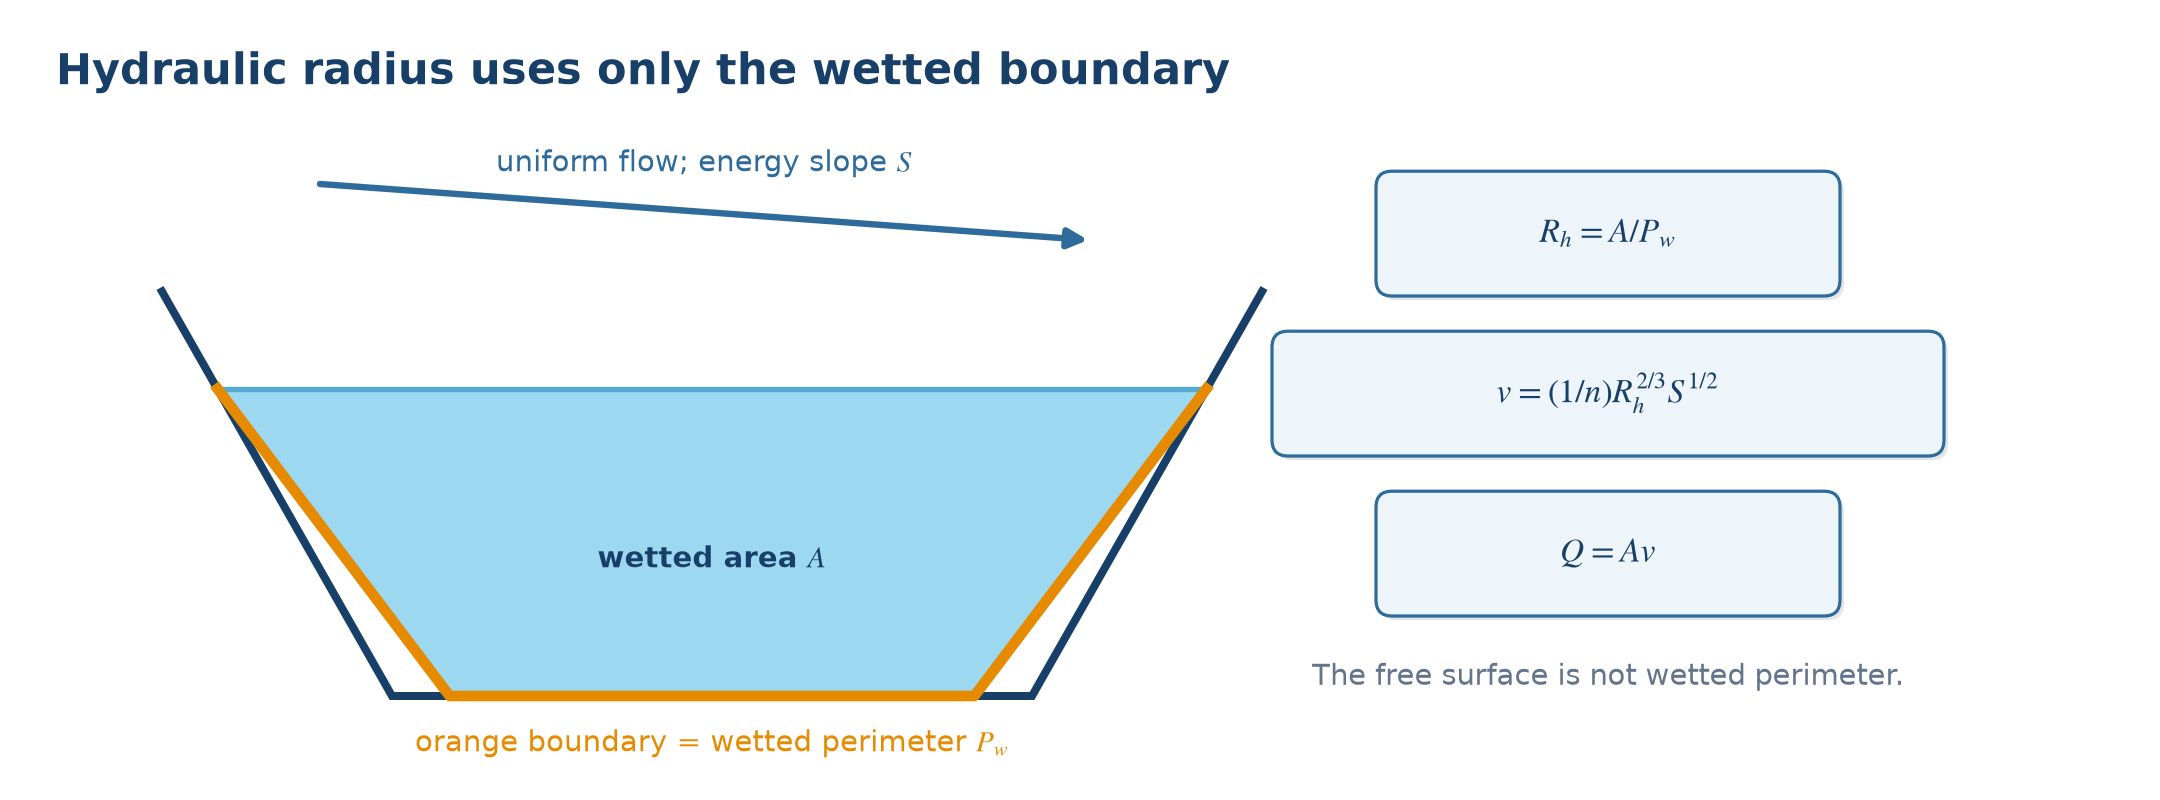 Hydraulic radius uses only the wetted boundary
uniform flow; energy slope S
R_h = A/P_w
v = (1/n)R_h^{2/3}S^{1/2}
wetted area A
Q = Av
The free surface is not wetted perimeter.
orange boundary = wetted perimeter P_w